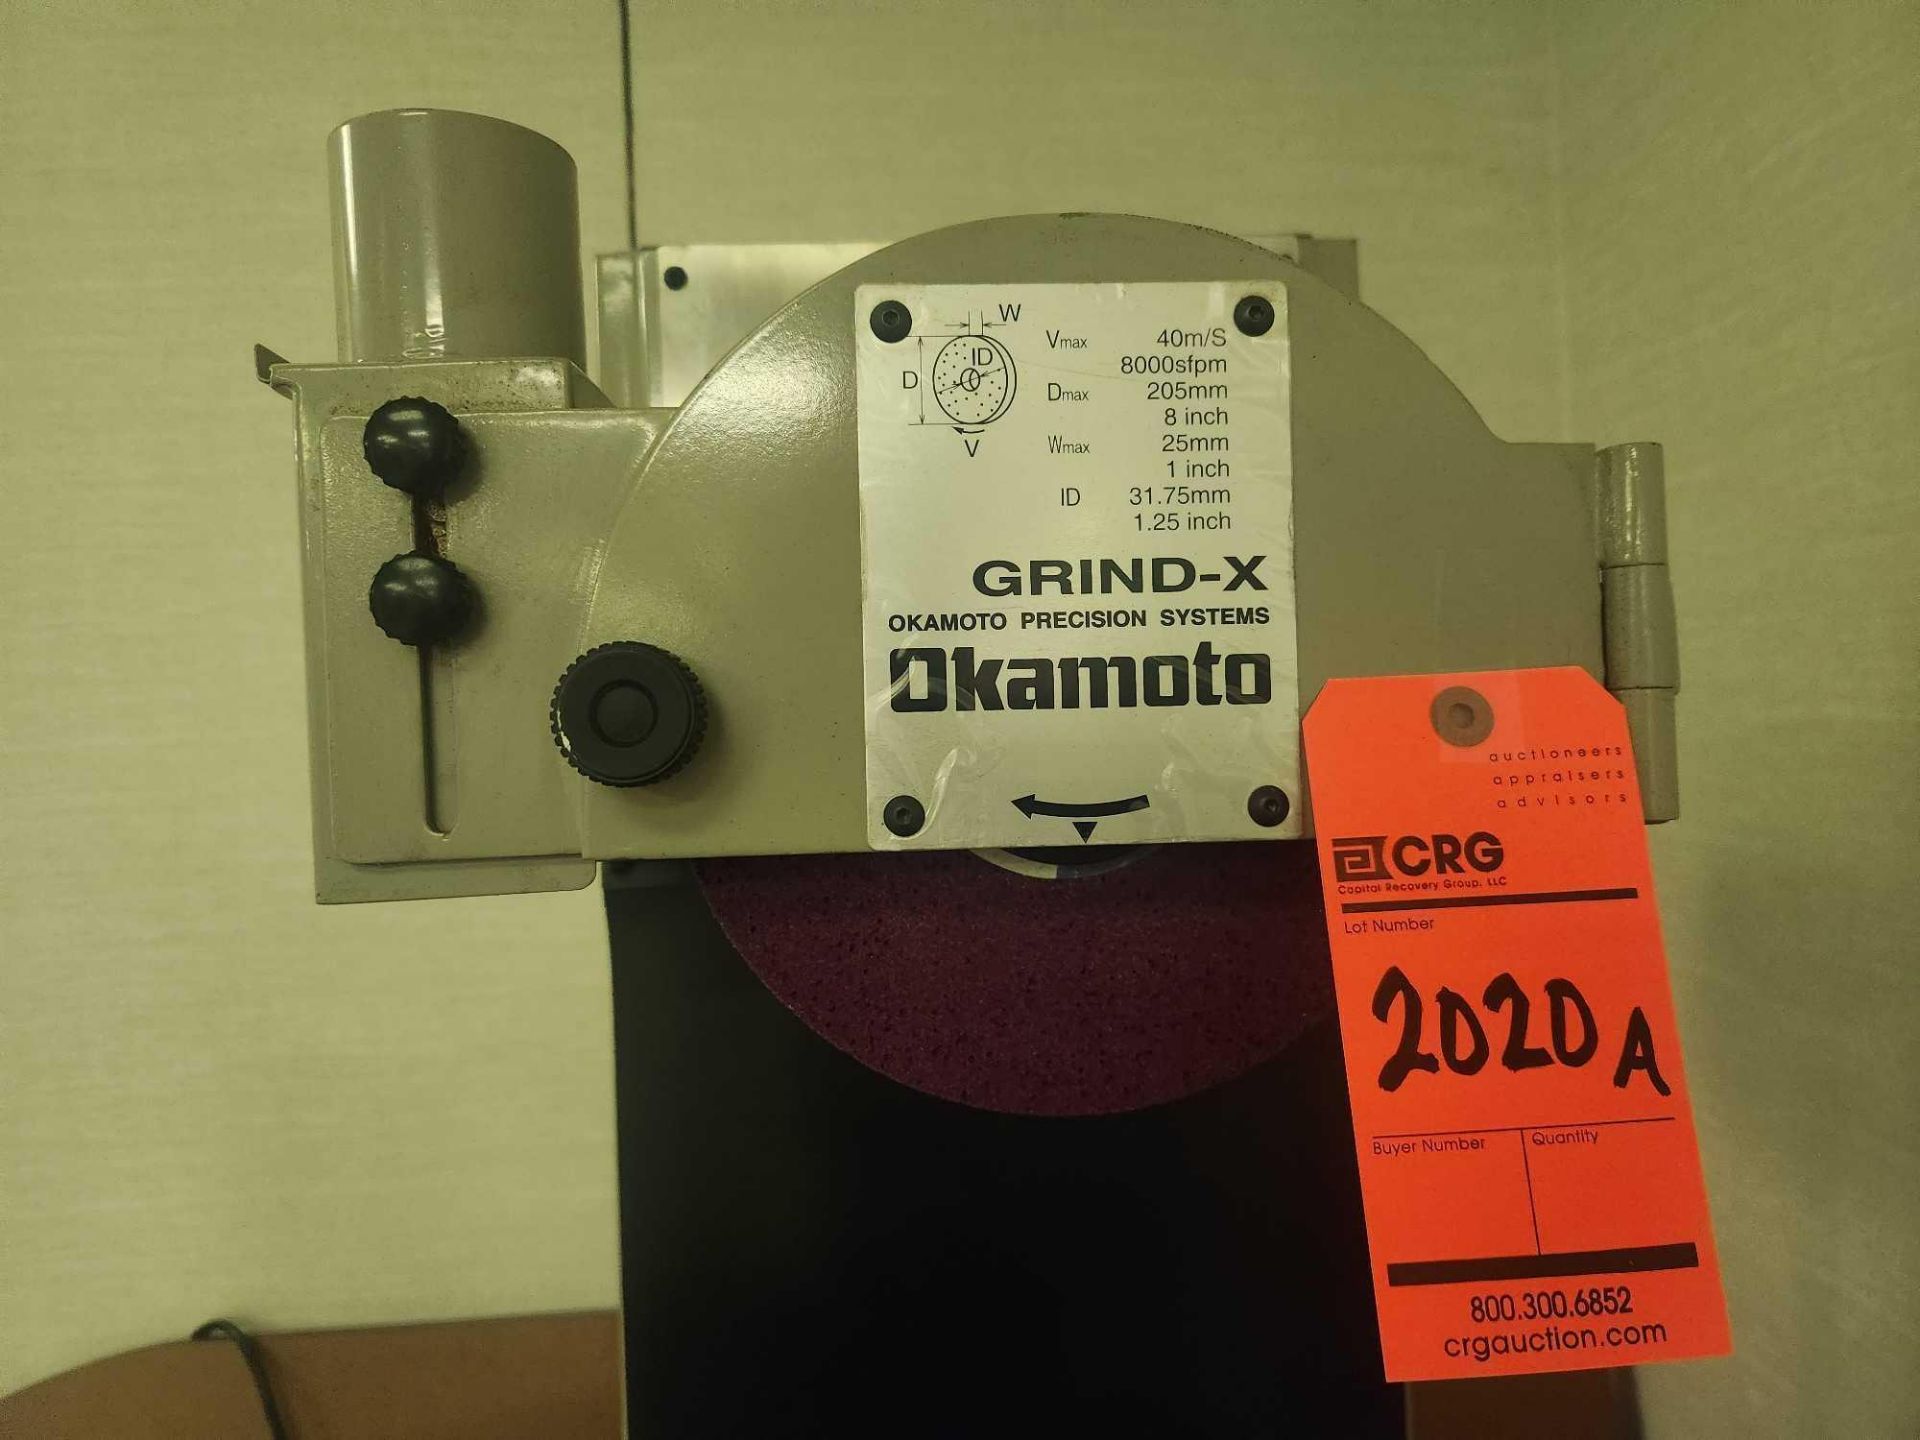 W
ID
D
V
Vmax 40m/S
8000sfpm
Dmax 205mm
8 inch
Wmax 25mm
1 inch
ID 31.75mm
1.25 inch
GRIND-X
OKAMOTO PRECISION SYSTEMS
Okamoto
auctioneers
appraisers
advisors
CRG
Capital Recovery Group, LLC
Lot Number
2020A
Buyer Number Quantity
800.300.6852
crgauction.com